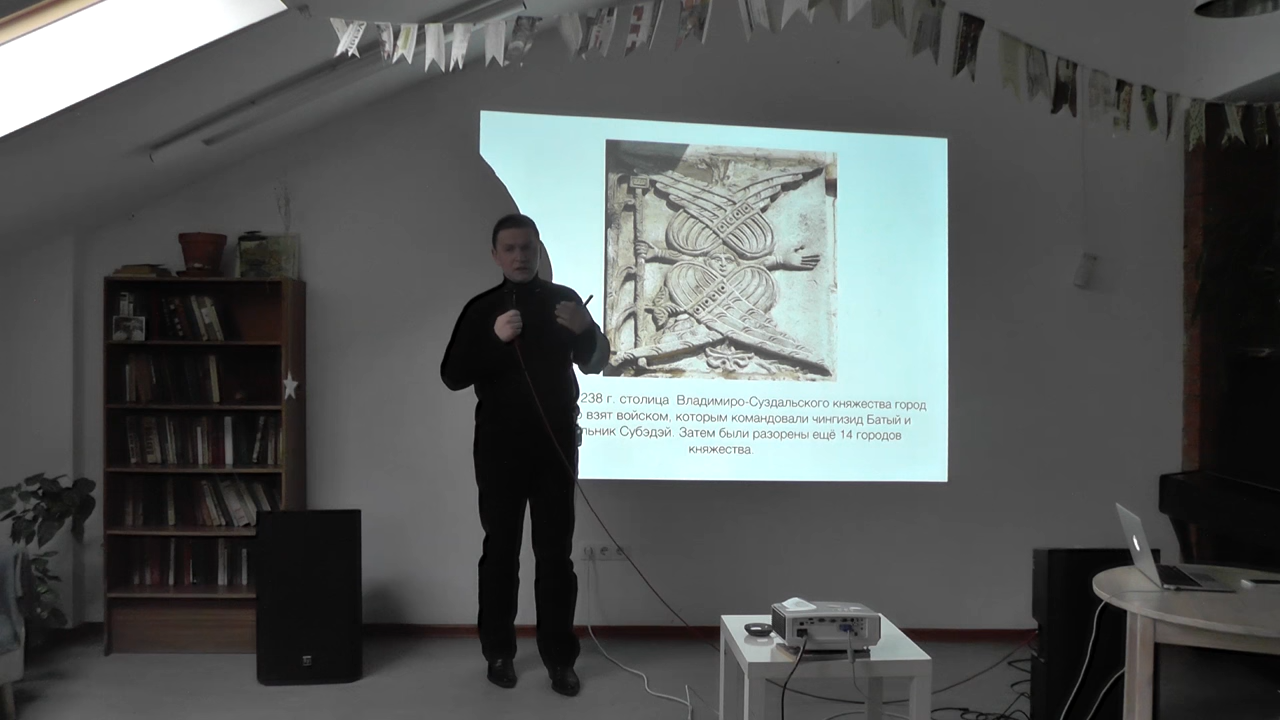 238 г. столица Владимиро-Суздальского княжества город
взят войском, которым командовали чингизид Батый и
льник Субэдэй. Затем были разорены ещё 14 городов
княжества.